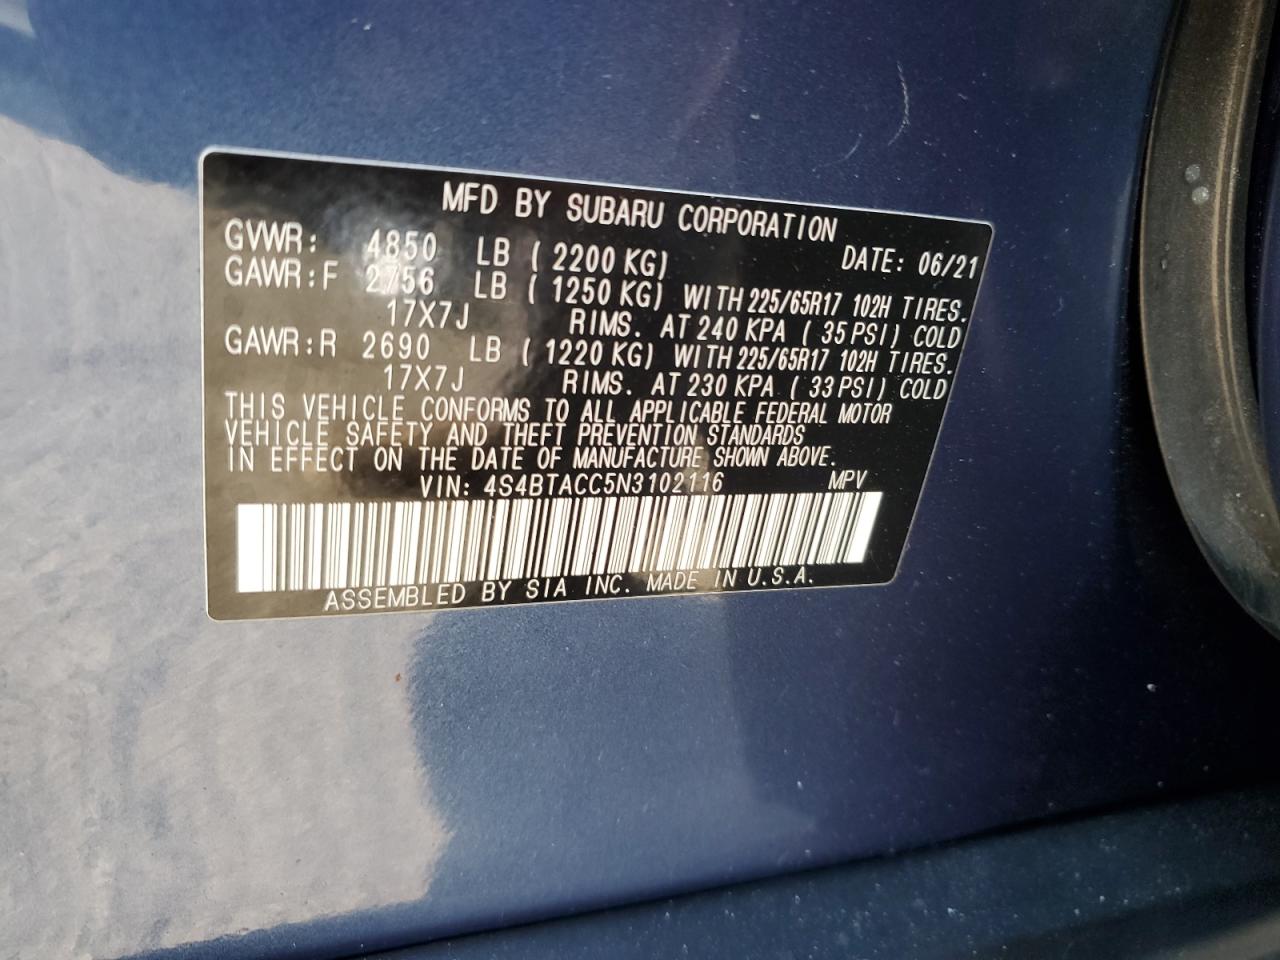 MFD BY SUBARU CORPORATION
GVWR: 4850 LB ( 2200 KG) DATE: 06/21
GAWR:F 2756 LB ( 1250 KG) WITH 225/65R17 102H TIRES.
17X7J RIMS. AT 240 KPA ( 35 PSI) COLD
GAWR:R 2690 LB ( 1220 KG) WITH 225/65R17 102H TIRES.
17X7J RIMS. AT 230 KPA ( 33 PSI) COLD
THIS VEHICLE CONFORMS TO ALL APPLICABLE FEDERAL MOTOR
VEHICLE SAFETY AND THEFT PREVENTION STANDARDS
IN EFFECT ON THE DATE OF MANUFACTURE SHOWN ABOVE.
VIN: 4S4BTACC5N3102116 MPV
ASSEMBLED BY SIA INC. MADE IN U.S.A.